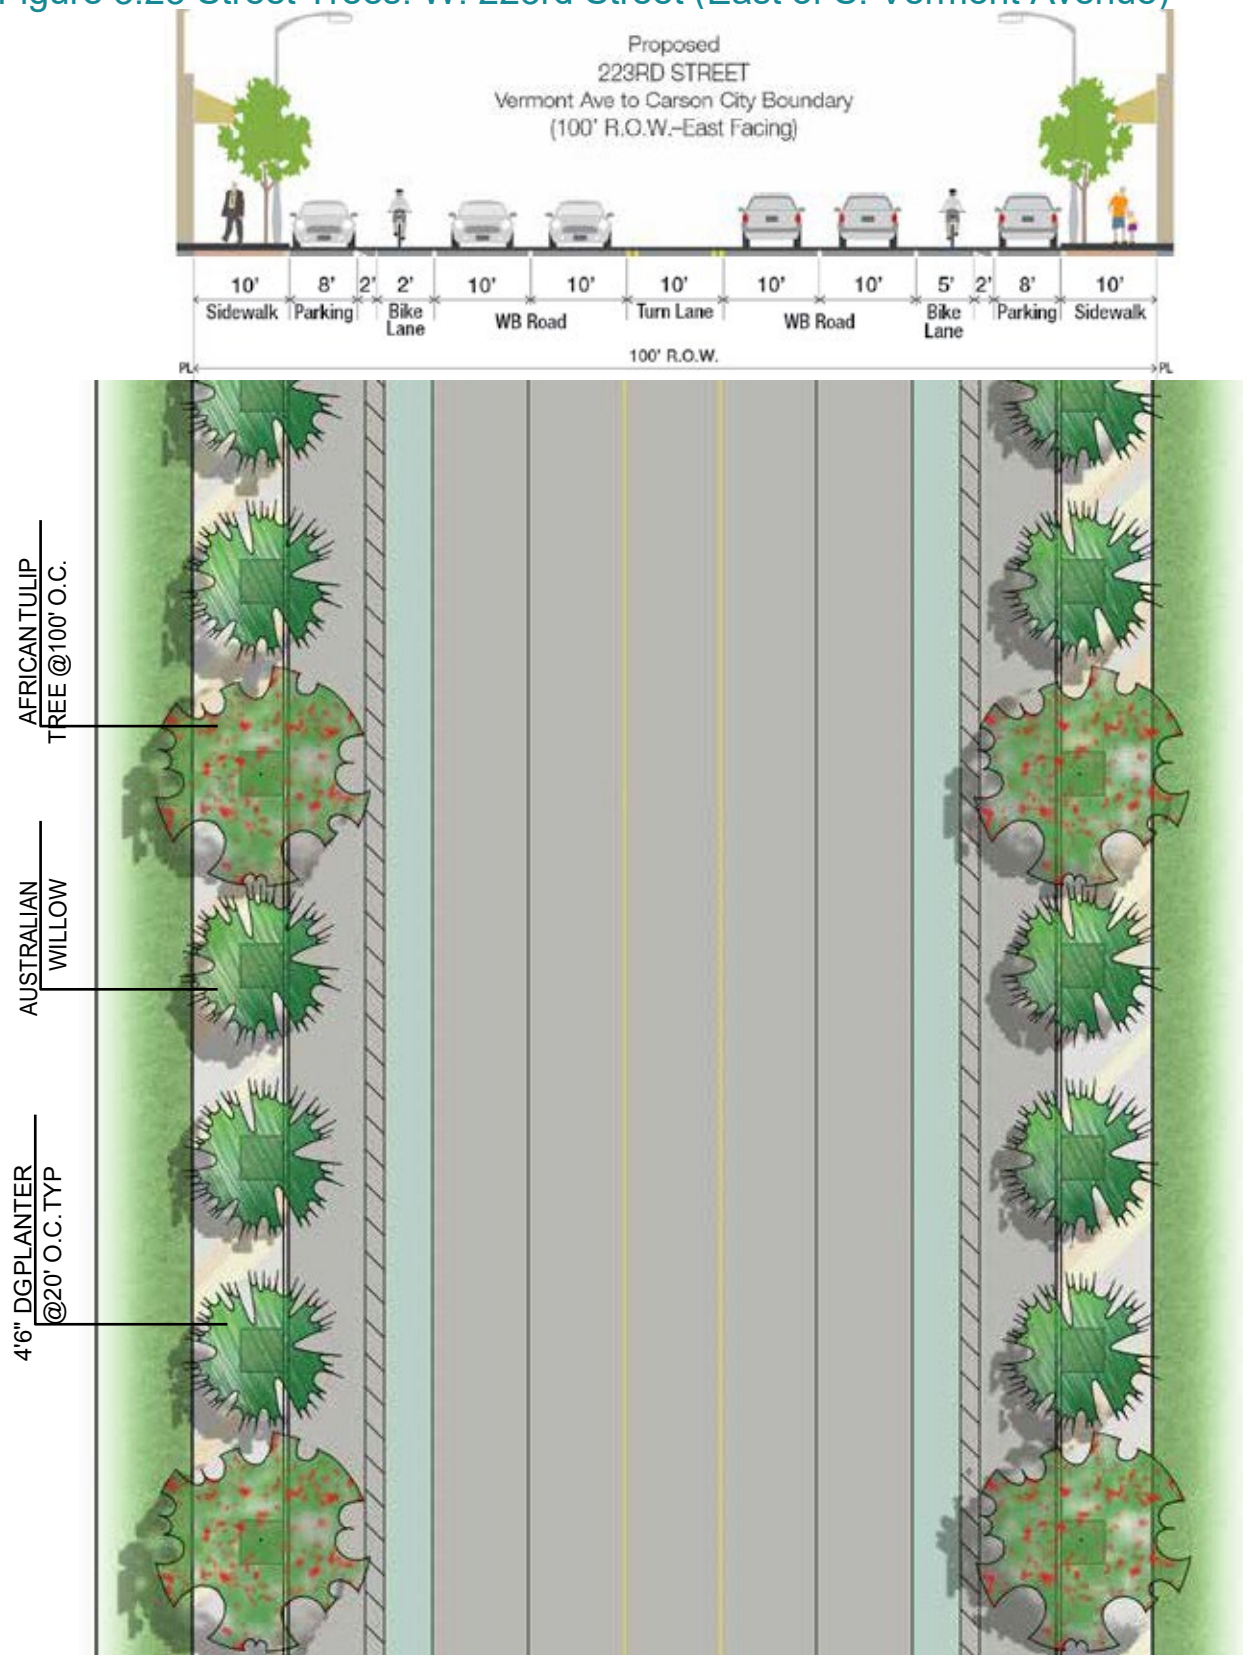 Proposed
223RD STREET
Vermont Ave to Carson City Boundary
(100' R.O.W.–East Facing)
10' 8' 2' 2' 10' 10' 10' 10' 10' 5' 2' 8' 10'
Sidewalk Parking Bike Lane WB Road Turn Lane WB Road Bike Lane Parking Sidewalk
100' R.O.W.
PL PL
AFRICAN TULIP
TREE @100' O.C.
AUSTRALIAN
WILLOW
4'6" DG PLANTER
@20' O.C. TYP